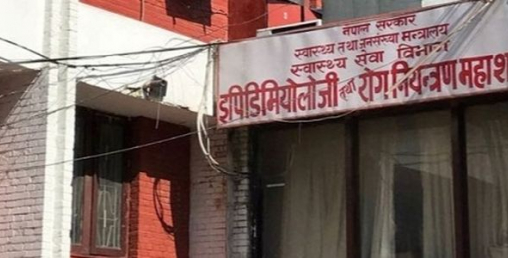 नेपाल सरकार
स्वास्थ्य तथा जनसंख्या मन्त्रालय
स्वास्थ्य सेवा विभाग
इपिडिमियोलोजी तथा रोग नियन्त्रण महाश